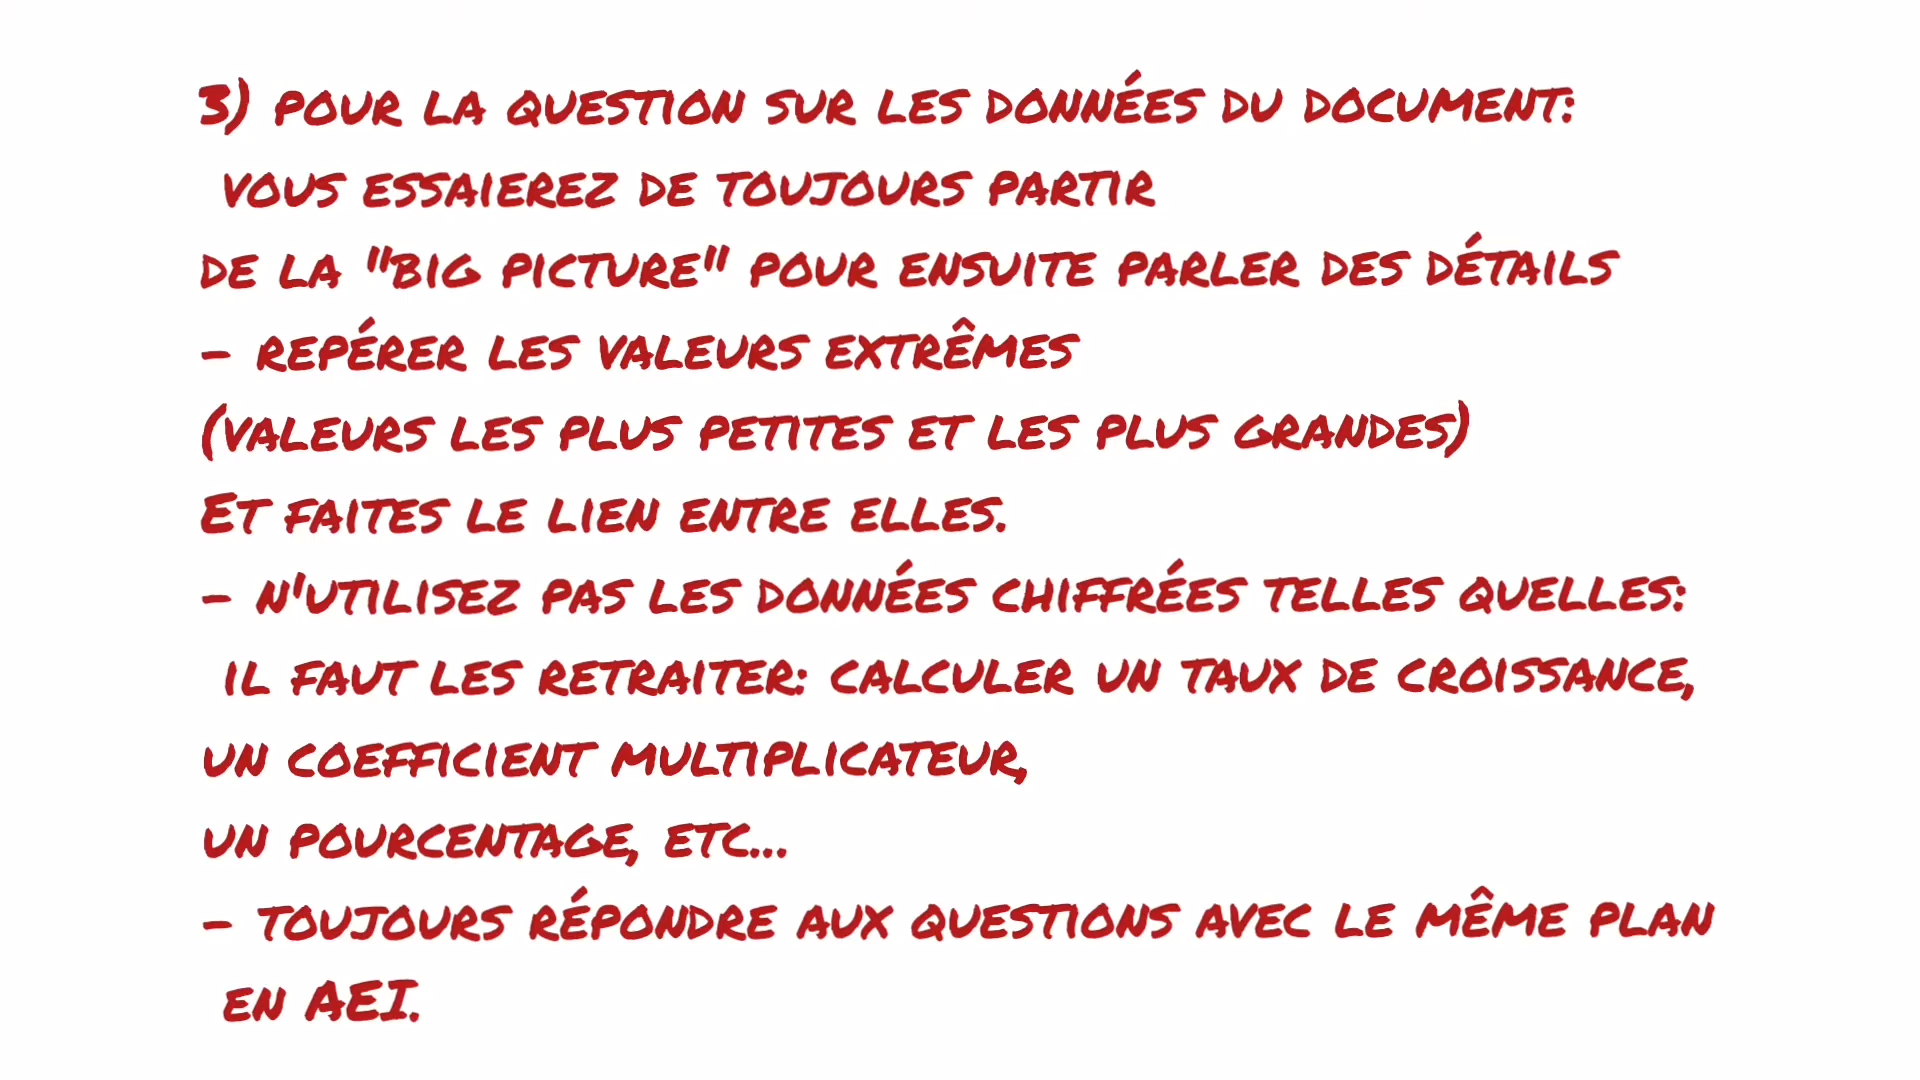 3) POUR LA QUESTION SUR LES DONNÉES DU DOCUMENT:
VOUS ESSAIEREZ DE TOUJOURS PARTIR
DE LA "BIG PICTURE" POUR ENSUITE PARLER DES DÉTAILS
- REPÉRER LES VALEURS EXTRÊMES
(VALEURS LES PLUS PETITES ET LES PLUS GRANDES)
ET FAITES LE LIEN ENTRE ELLES.
- N'UTILISEZ PAS LES DONNÉES CHIFFRÉES TELLES QUELLES:
IL FAUT LES RETRAITER: CALCULER UN TAUX DE CROISSANCE,
UN COEFFICIENT MULTIPLICATEUR,
UN POURCENTAGE, ETC...
- TOUJOURS RÉPONDRE AUX QUESTIONS AVEC LE MÊME PLAN
EN AEI.